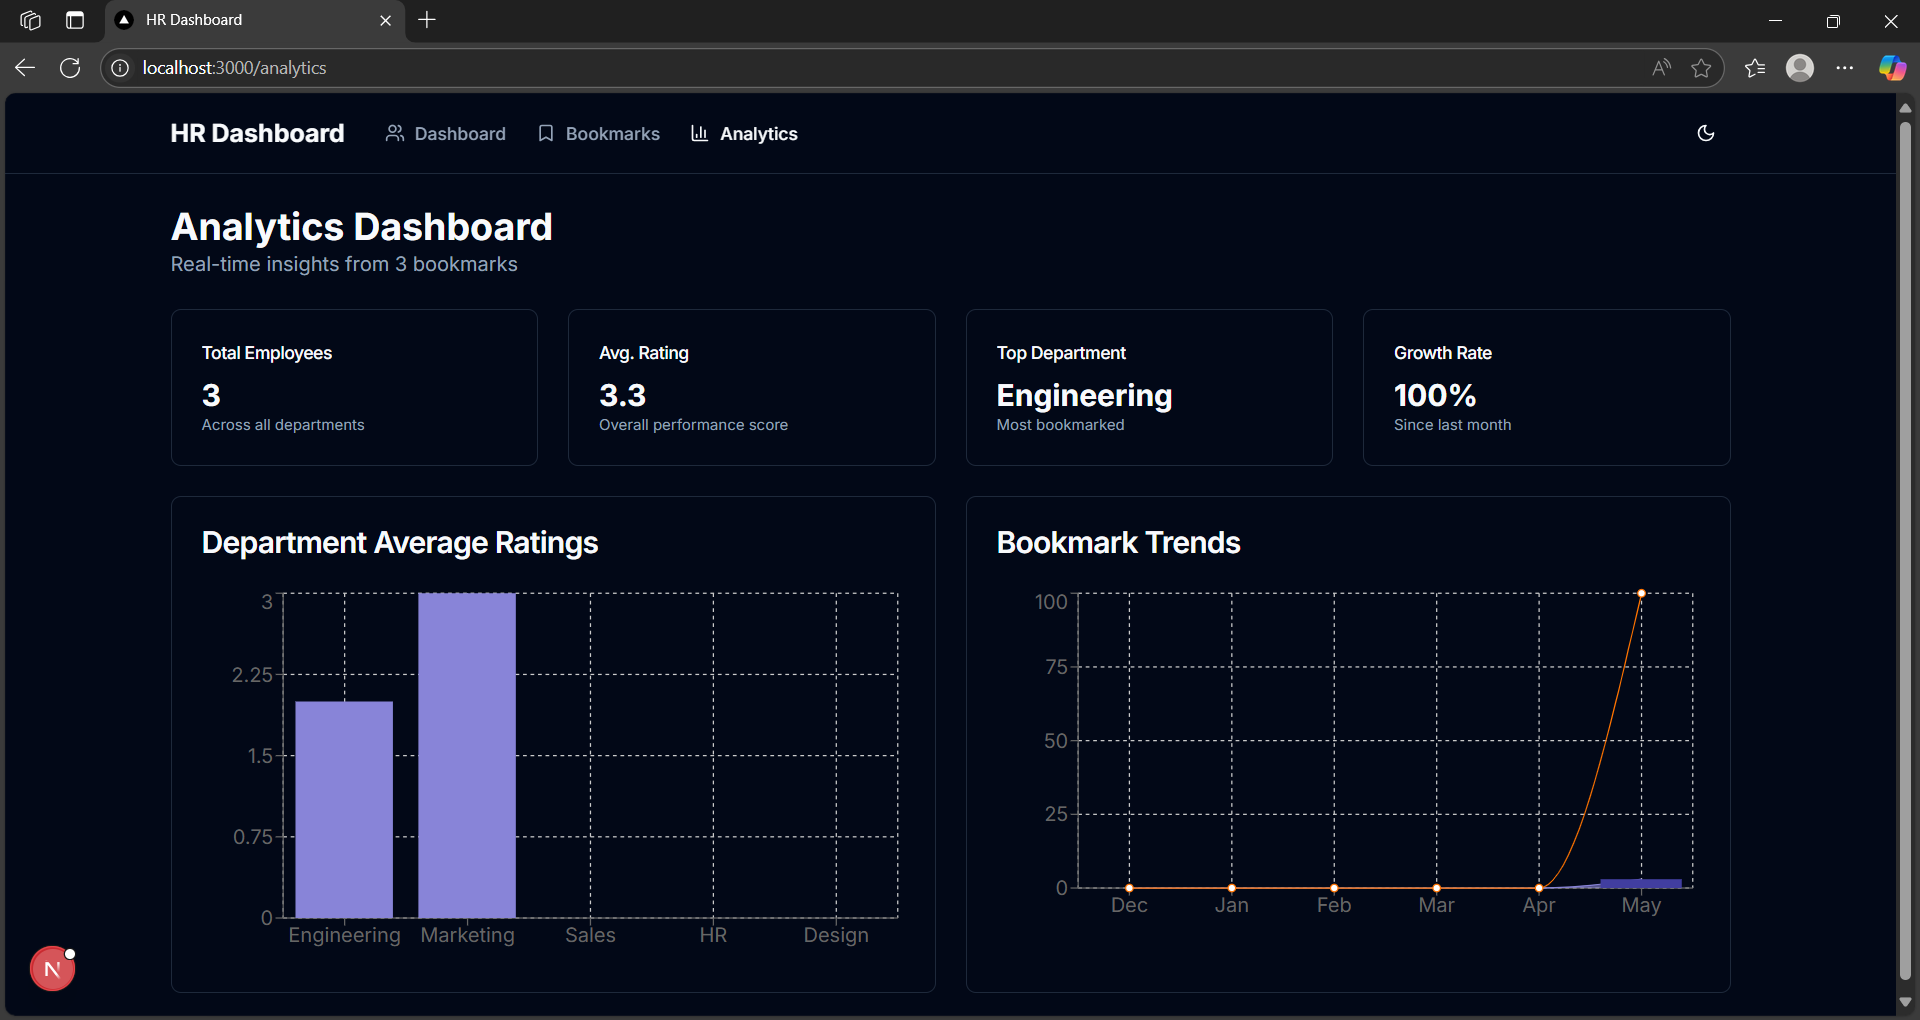 HR Dashboard
localhost:3000/analytics
HR Dashboard
Dashboard
Bookmarks
Analytics
Analytics Dashboard
Real-time insights from 3 bookmarks
Total Employees
3
Across all departments
Avg. Rating
3.3
Overall performance score
Top Department
Engineering
Most bookmarked
Growth Rate
100%
Since last month
Department Average Ratings
3
2.25
1.5
0.75
0
Engineering Marketing Sales HR Design
Bookmark Trends
100
75
50
25
0
Dec Jan Feb Mar Apr May
N